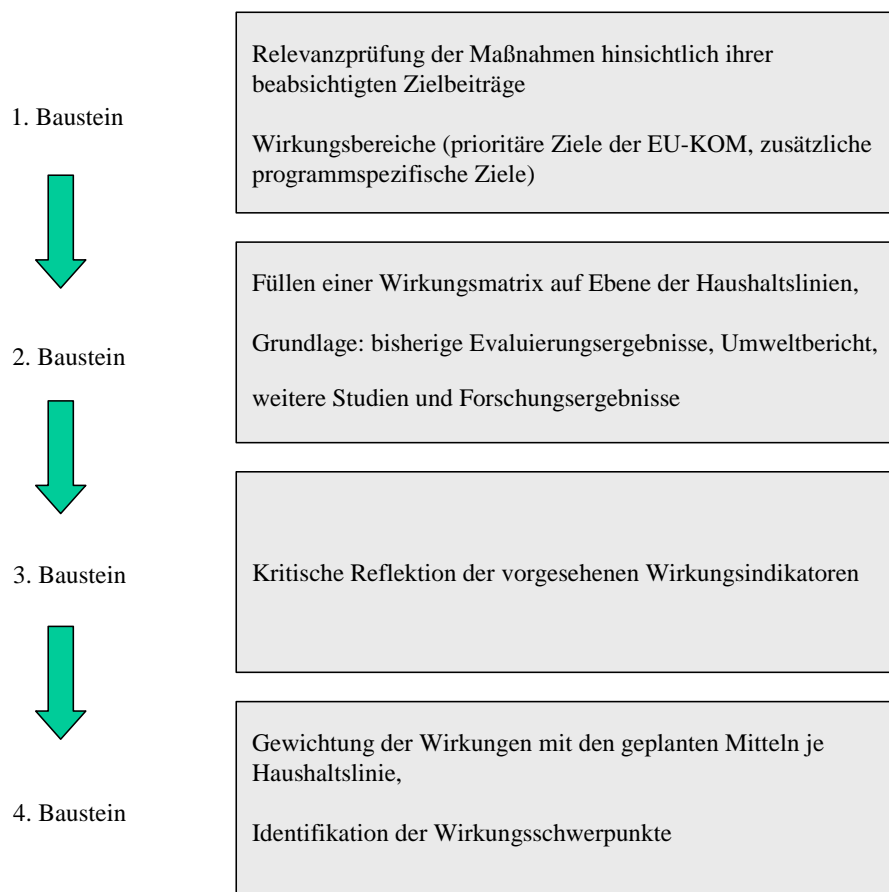 1. Baustein
Relevanzprüfung der Maßnahmen hinsichtlich ihrer
beabsichtigten Zielbeiträge
Wirkungsbereiche (prioritäre Ziele der EU-KOM, zusätzliche
programmspezifische Ziele)
2. Baustein
Füllen einer Wirkungsmatrix auf Ebene der Haushaltslinien,
Grundlage: bisherige Evaluierungsergebnisse, Umweltbericht,
weitere Studien und Forschungsergebnisse
3. Baustein
Kritische Reflektion der vorgesehenen Wirkungsindikatoren
4. Baustein
Gewichtung der Wirkungen mit den geplanten Mitteln je
Haushaltslinie,
Identifikation der Wirkungsschwerpunkte